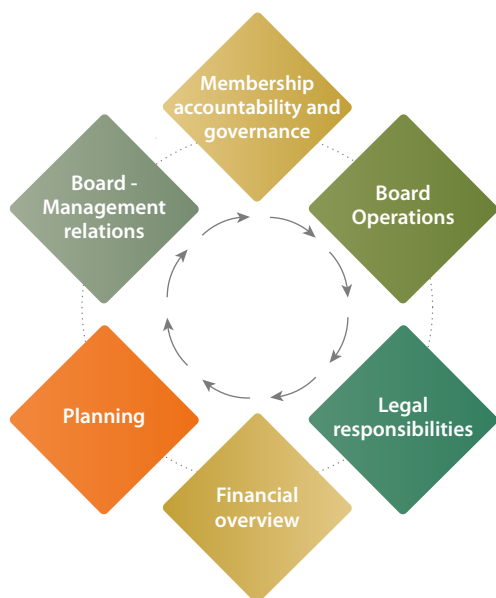 Membership
accountability and
governance
Board
Operations
Legal
responsibilities
Financial
overview
Planning
Board -
Management
relations